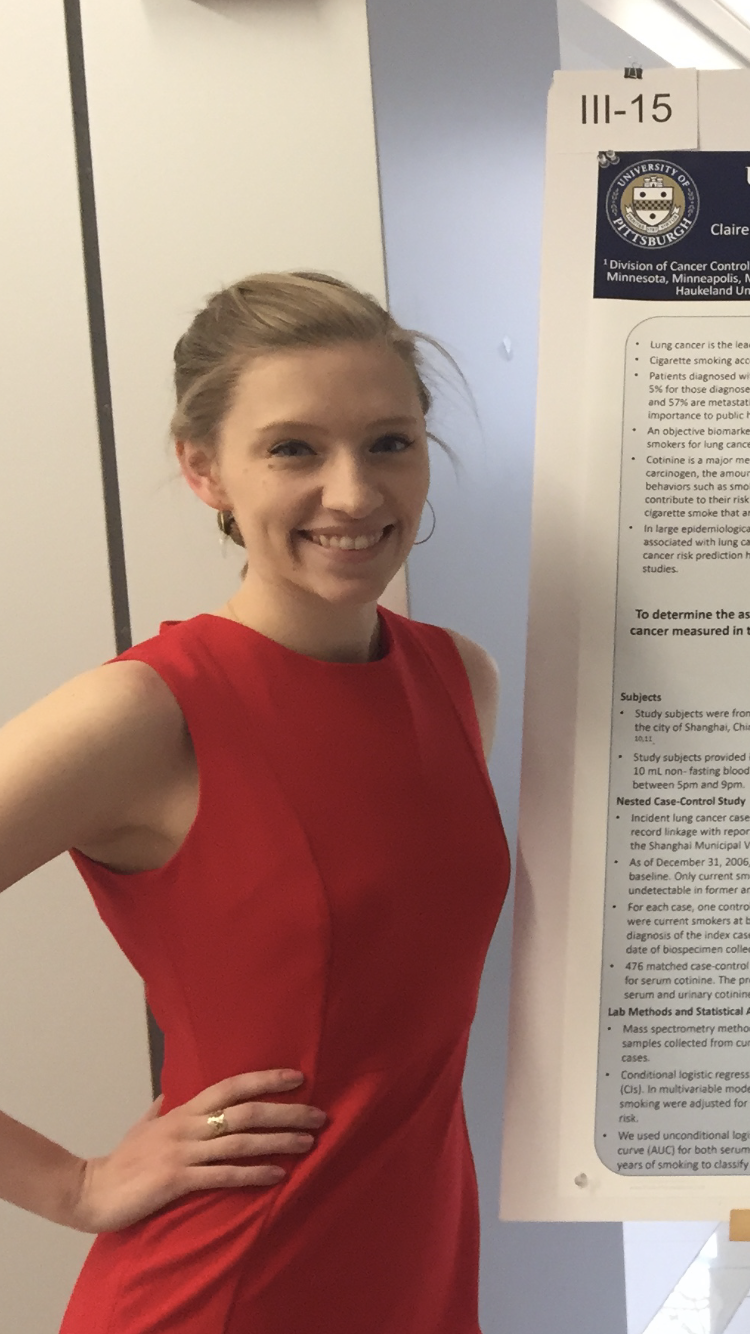 III-15
UNIVERSITY OF
PITTSBURGH
Claire
1 Division of Cancer Control
Minnesota, Minneapolis, M
Haukeland Un
• Lung cancer is the lea
• Cigarette smoking acc
• Patients diagnosed wi
5% for those diagnose
and 57% are metastati
importance to public h
• An objective biomarke
smokers for lung cance
• Cotinine is a major me
carcinogen, the amoun
behaviors such as smo
contribute to their risk
cigarette smoke that ar
• In large epidemiologica
associated with lung ca
cancer risk prediction h
studies.
To determine the as
cancer measured in t
Subjects
• Study subjects were from
the city of Shanghai, Chi
10,11.
• Study subjects provided
10 mL non- fasting blood
between 5pm and 9pm.
Nested Case-Control Study
• Incident lung cancer case
record linkage with repor
the Shanghai Municipal V
• As of December 31, 2006,
baseline. Only current sm
undetectable in former an
• For each case, one contro
were current smokers at b
diagnosis of the index case
date of biospecimen collec
• 476 matched case-control
for serum cotinine. The pr
serum and urinary cotinine
Lab Methods and Statistical A
• Mass spectrometry metho
samples collected from cur
cases.
• Conditional logistic regress
(CIs). In multivariable mode
smoking were adjusted for
risk.
• We used unconditional logi
curve (AUC) for both serum
years of smoking to classify